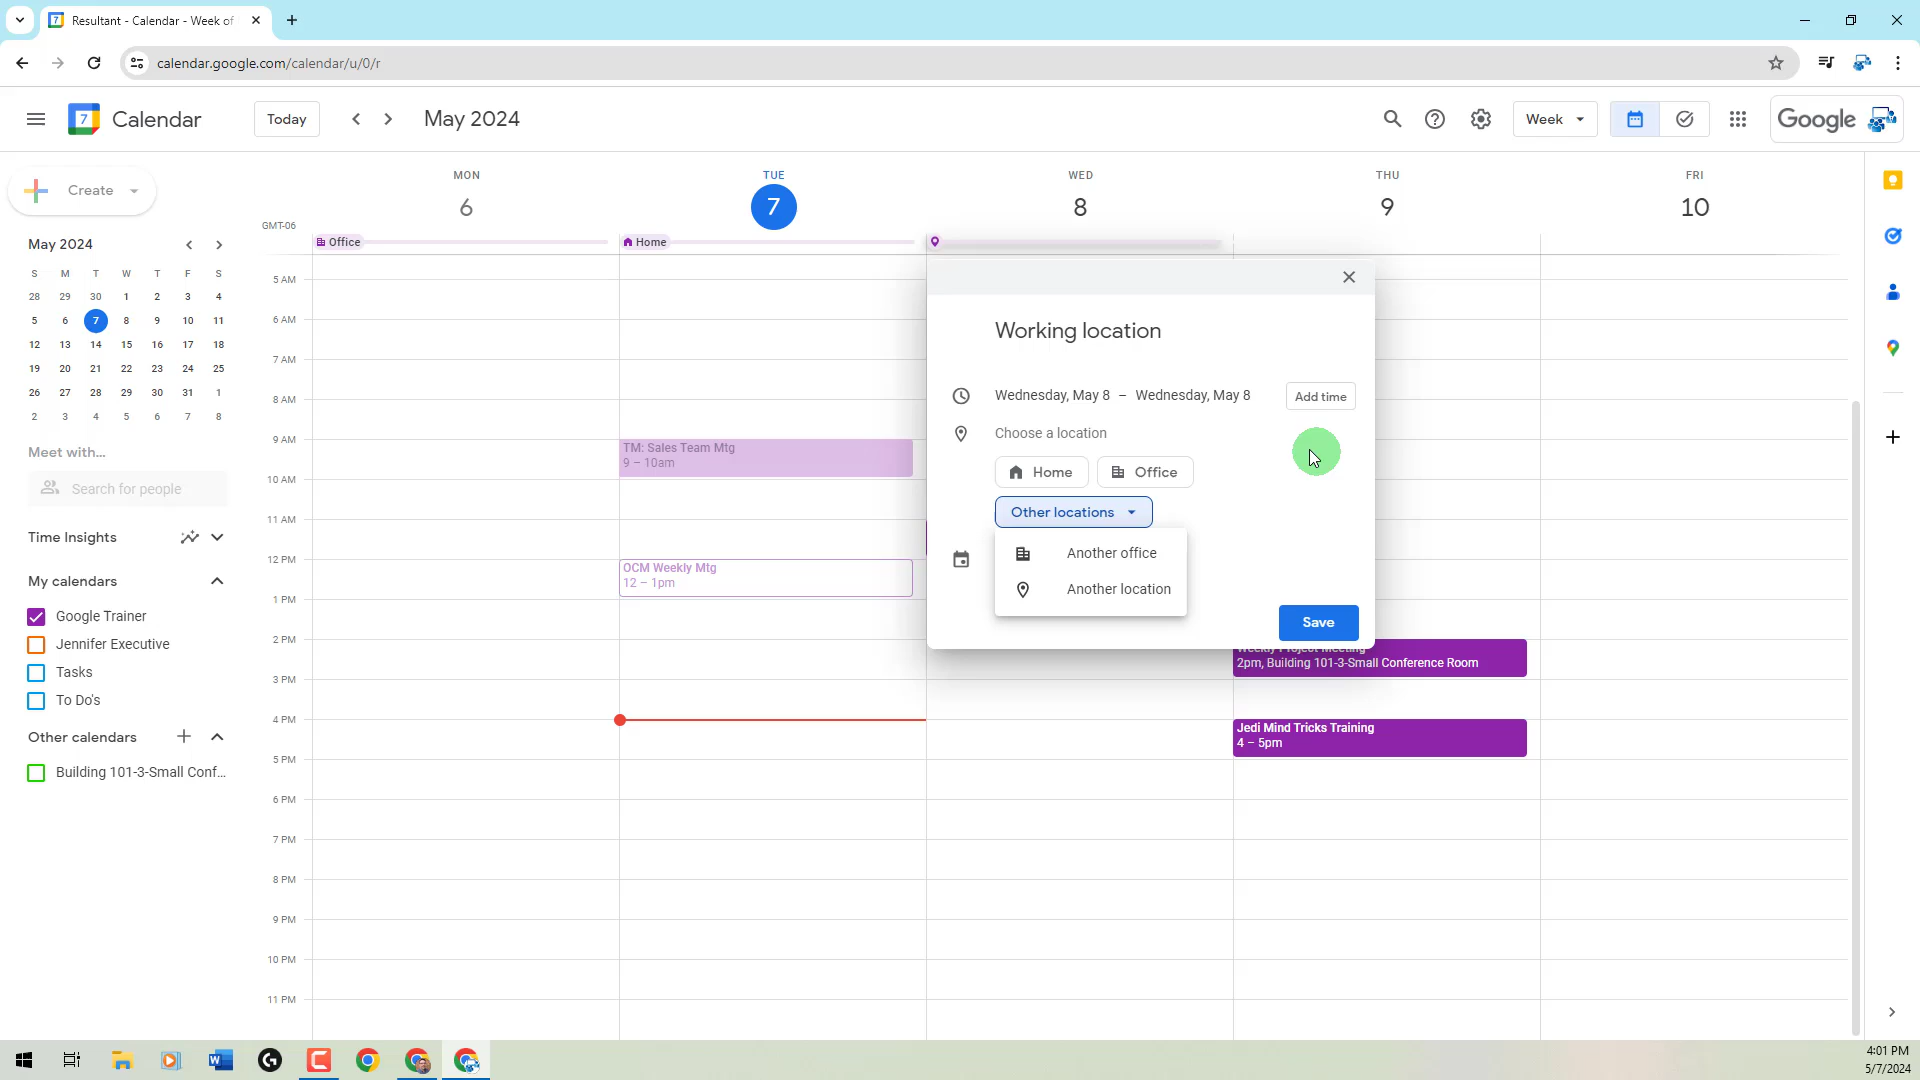 Resultant - Calendar - Week of
calendar.google.com/calendar/u/0/r
7
Calendar
Today
May 2024
Week
Google
Create
MON
TUE
WED
THU
FRI
6
7
8
9
10
GMT-06
Office
Home
May 2024
S M T W T F S
28 29 30 1 2 3 4
5 6 7 8 9 10 11
12 13 14 15 16 17 18
19 20 21 22 23 24 25
26 27 28 29 30 31 1
2 3 4 5 6 7 8
Meet with...
Search for people
Time Insights
My calendars
Google Trainer
Jennifer Executive
Tasks
To Do's
Other calendars
Building 101-3-Small Conf...
5 AM
6 AM
7 AM
8 AM
9 AM
10 AM
11 AM
12 PM
1 PM
2 PM
3 PM
4 PM
5 PM
6 PM
7 PM
8 PM
9 PM
10 PM
11 PM
TM: Sales Team Mtg
9 – 10am
OCM Weekly Mtg
12 – 1pm
Working location
Wednesday, May 8 – Wednesday, May 8
Add time
Choose a location
Home
Office
Other locations
Another office
Another location
Save
Weekly Project Meeting
2pm, Building 101-3-Small Conference Room
Jedi Mind Tricks Training
4 – 5pm
4:01 PM
5/7/2024